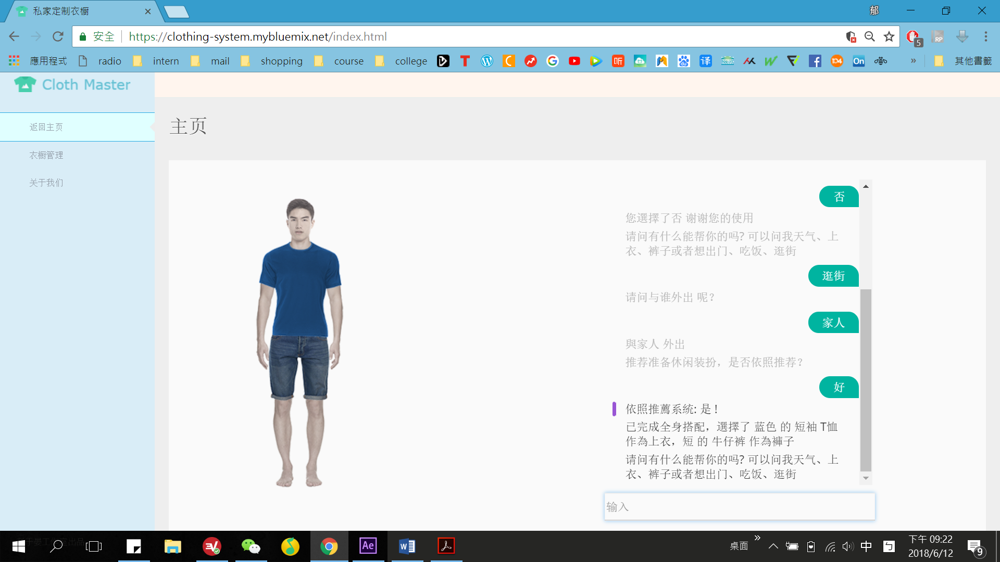 私家定制衣橱
郁
安全
https://clothing-system.mybluemix.net/index.html
5
RP
應用程式
radio
intern
mail
shopping
course
college
T
C
G
听
du
译
W
f
104
On
»
其他書籤
Cloth Master
返回主页
衣橱管理
关于我们
主页
否
您選擇了否 谢谢您的使用
请问有什么能帮你的吗? 可以问我天气、上
衣、裤子或者想出门、吃饭、逛街
逛街
请问与谁外出 呢？
家人
與家人 外出
推荐准备休闲装扮，是否依照推荐？
好
依照推薦系統: 是 !
已完成全身搭配，選擇了 蓝色 的 短袖 T恤
作為上衣，短 的 牛仔裤 作為褲子
请问有什么能帮你的吗? 可以问我天气、上
衣、裤子或者想出门、吃饭、逛街
输入
Ae
W
桌面
»
中
ㄅ
下午 09:22
2018/6/12
9